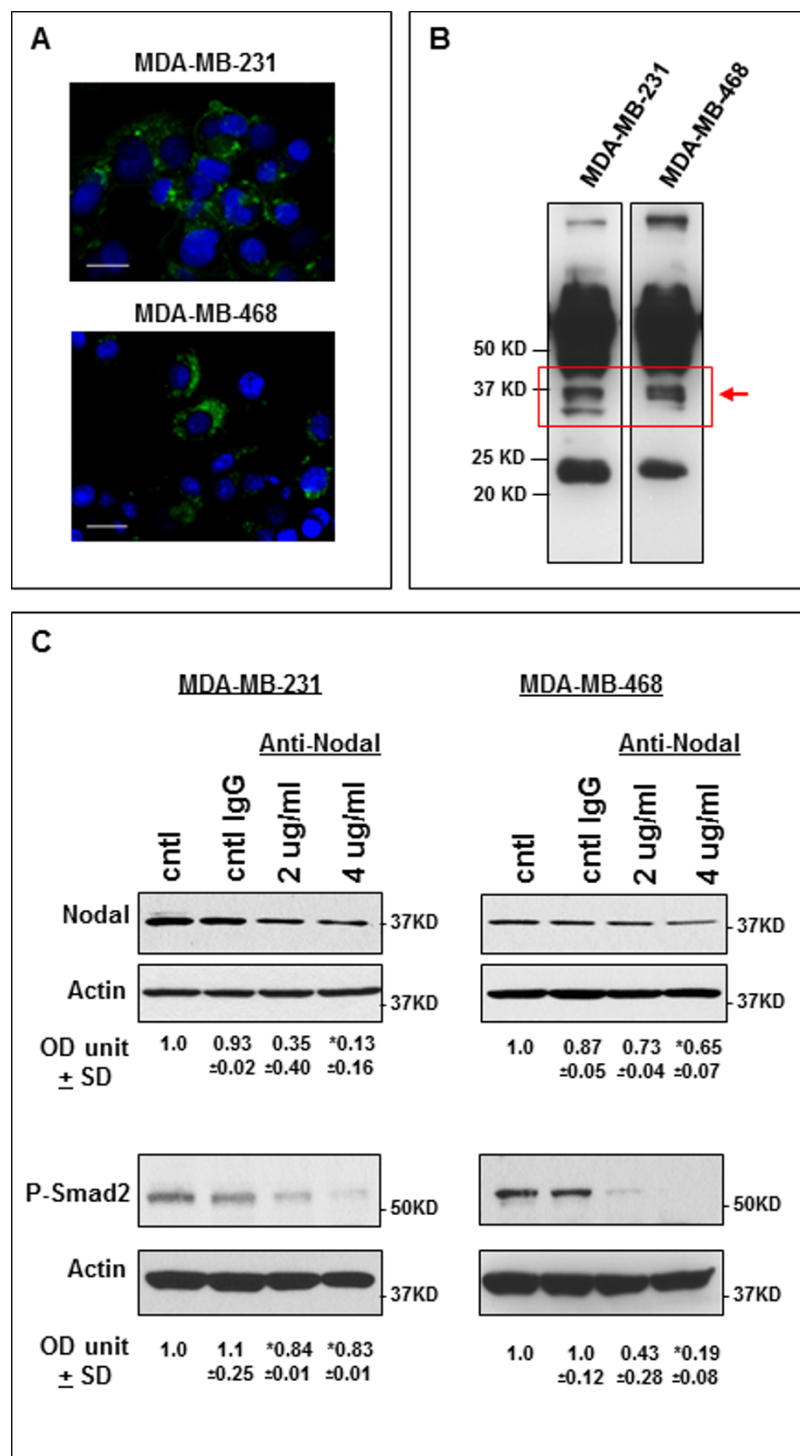 A
MDA-MB-231
MDA-MB-468
B
MDA-MB-231
MDA-MB-468
50 KD
37 KD
25 KD
20 KD
C
MDA-MB-231
MDA-MB-468
Anti-Nodal
Anti-Nodal
cntl
cntl IgG
2 ug/ml
4 ug/ml
cntl
cntl IgG
2 ug/ml
4 ug/ml
Nodal
37KD
37KD
Actin
37KD
37KD
OD unit 1.0 0.93 0.35 *0.13 1.0 0.87 0.73 *0.65
± SD ±0.02 ±0.40 ±0.16 ±0.05 ±0.04 ±0.07
P-Smad2
50KD
50KD
Actin
37KD
37KD
OD unit 1.0 1.1 *0.84 *0.83 1.0 1.0 0.43 *0.19
± SD ±0.25 ±0.01 ±0.01 ±0.12 ±0.28 ±0.08